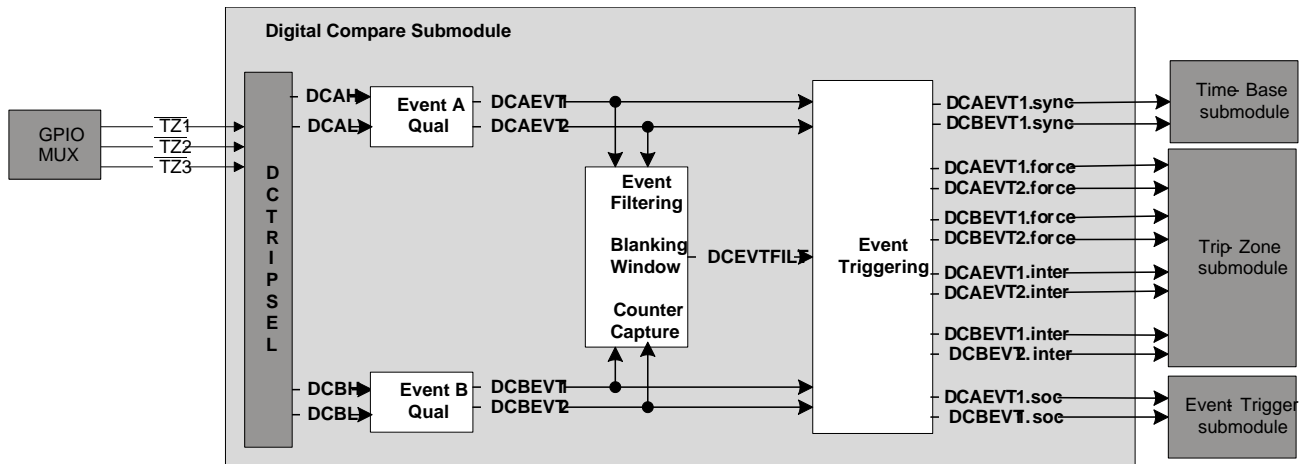 Digital Compare Submodule
GPIO
MUX
TZ1
TZ2
TZ3
D
C
T
R
I
P
S
E
L
DCAH
DCAL
Event A
Qual
DCAEVT1
DCAEVT2
DCBH
DCBL
Event B
Qual
DCBEVT1
DCBEVT2
Event
Filtering
Blanking
Window
Counter
Capture
DCEVTFILT
Event
Triggering
DCAEVT1.sync
DCBEVT1.sync
DCAEVT1.force
DCAEVT2.force
DCBEVT1.force
DCBEVT2.force
DCAEVT1.inter
DCAEVT2.inter
DCBEVT1.inter
DCBEVT2.inter
DCAEVT1.soc
DCBEVT1.soc
Time-Base
submodule
Trip-Zone
submodule
Event-Trigger
submodule